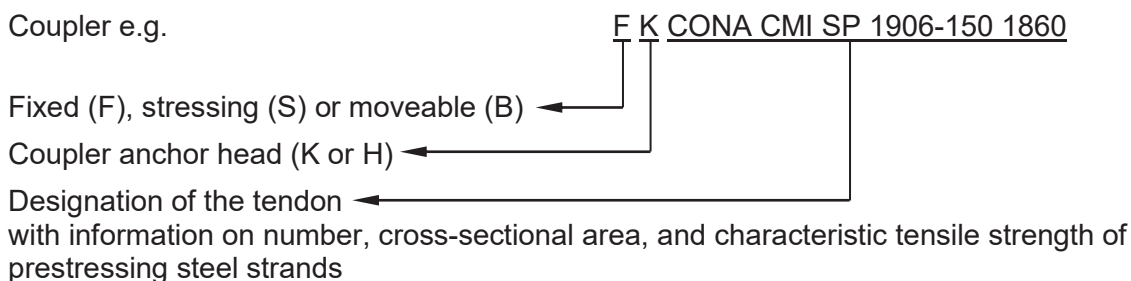 Coupler e.g. F K CONA CMI SP 1906-150 1860
Fixed (F), stressing (S) or moveable (B)
Coupler anchor head (K or H)
Designation of the tendon
with information on number, cross-sectional area, and characteristic tensile strength of
prestressing steel strands